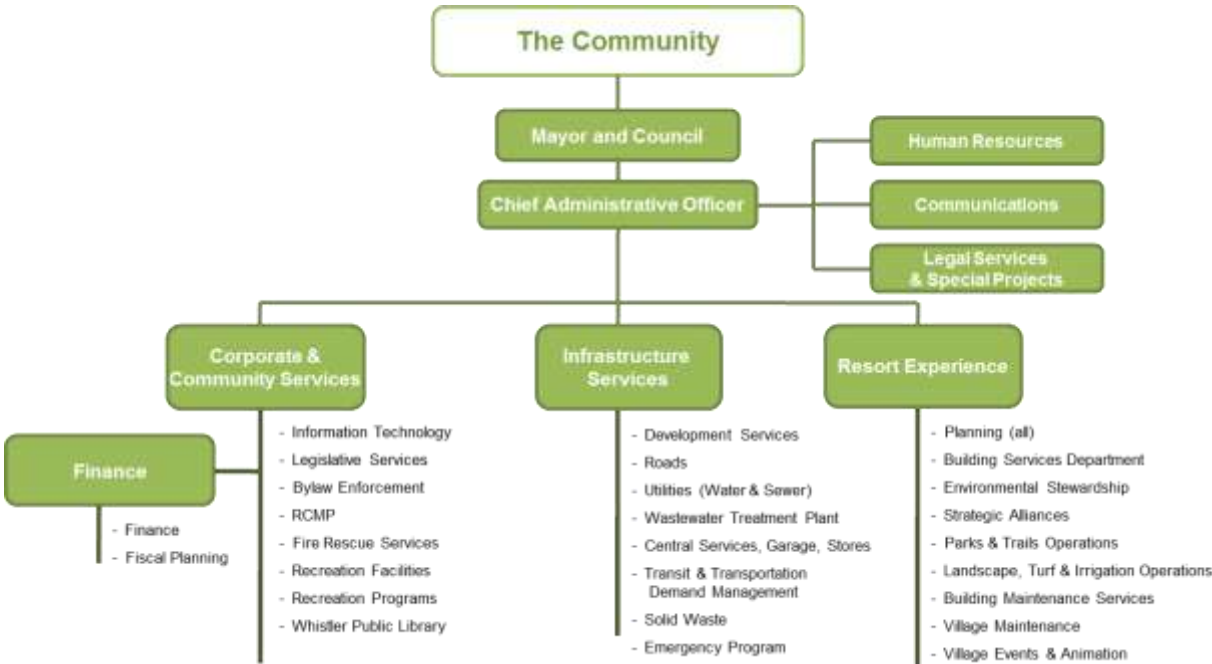 The Community
Mayor and Council
Chief Administrative Officer
Human Resources
Communications
Legal Services
& Special Projects
Corporate &
Community Services
Infrastructure
Services
Resort Experience
Finance
- Finance
- Fiscal Planning
- Information Technology
- Legislative Services
- Bylaw Enforcement
- RCMP
- Fire Rescue Services
- Recreation Facilities
- Recreation Programs
- Whistler Public Library
- Development Services
- Roads
- Utilities (Water & Sewer)
- Wastewater Treatment Plant
- Central Services, Garage, Stores
- Transit & Transportation
Demand Management
- Solid Waste
- Emergency Program
- Planning (all)
- Building Services Department
- Environmental Stewardship
- Strategic Alliances
- Parks & Trails Operations
- Landscape, Turf & Irrigation Operations
- Building Maintenance Services
- Village Maintenance
- Village Events & Animation